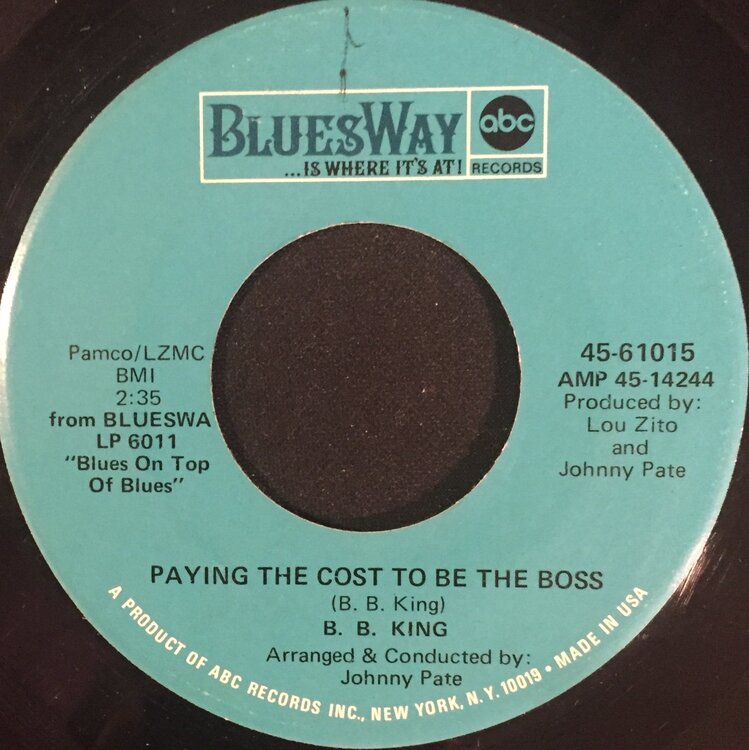 BLUESWAY
...IS WHERE IT'S AT!
abc
RECORDS
Pamco/LZMC
BMI
2:35
from BLUESWA
LP 6011
"Blues On Top
Of Blues"
45-61015
AMP 45-14244
Produced by:
Lou Zito
and
Johnny Pate
PAYING THE COST TO BE THE BOSS
(B. B. King)
B. B. KING
Arranged & Conducted by:
Johnny Pate
A PRODUCT OF ABC RECORDS INC., NEW YORK, N.Y. 10019 • MADE IN USA